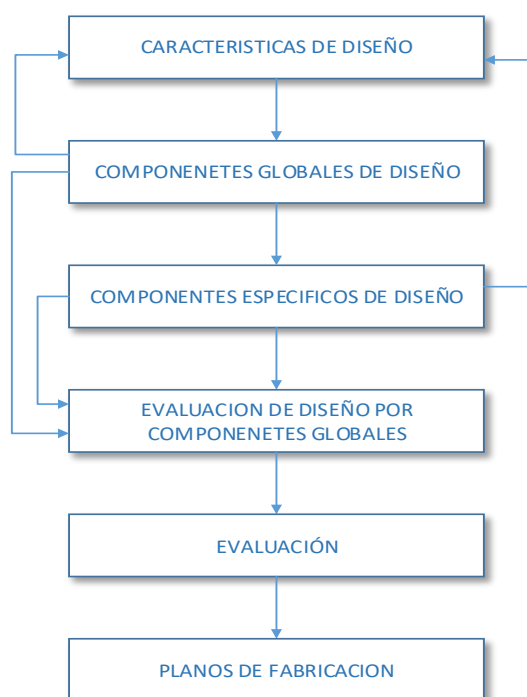 CARACTERISTICAS DE DISEÑO
COMPONENETES GLOBALES DE DISEÑO
COMPONENTES ESPECIFICOS DE DISEÑO
EVALUACION DE DISEÑO POR
COMPONENETES GLOBALES
EVALUACIÓN
PLANOS DE FABRICACION